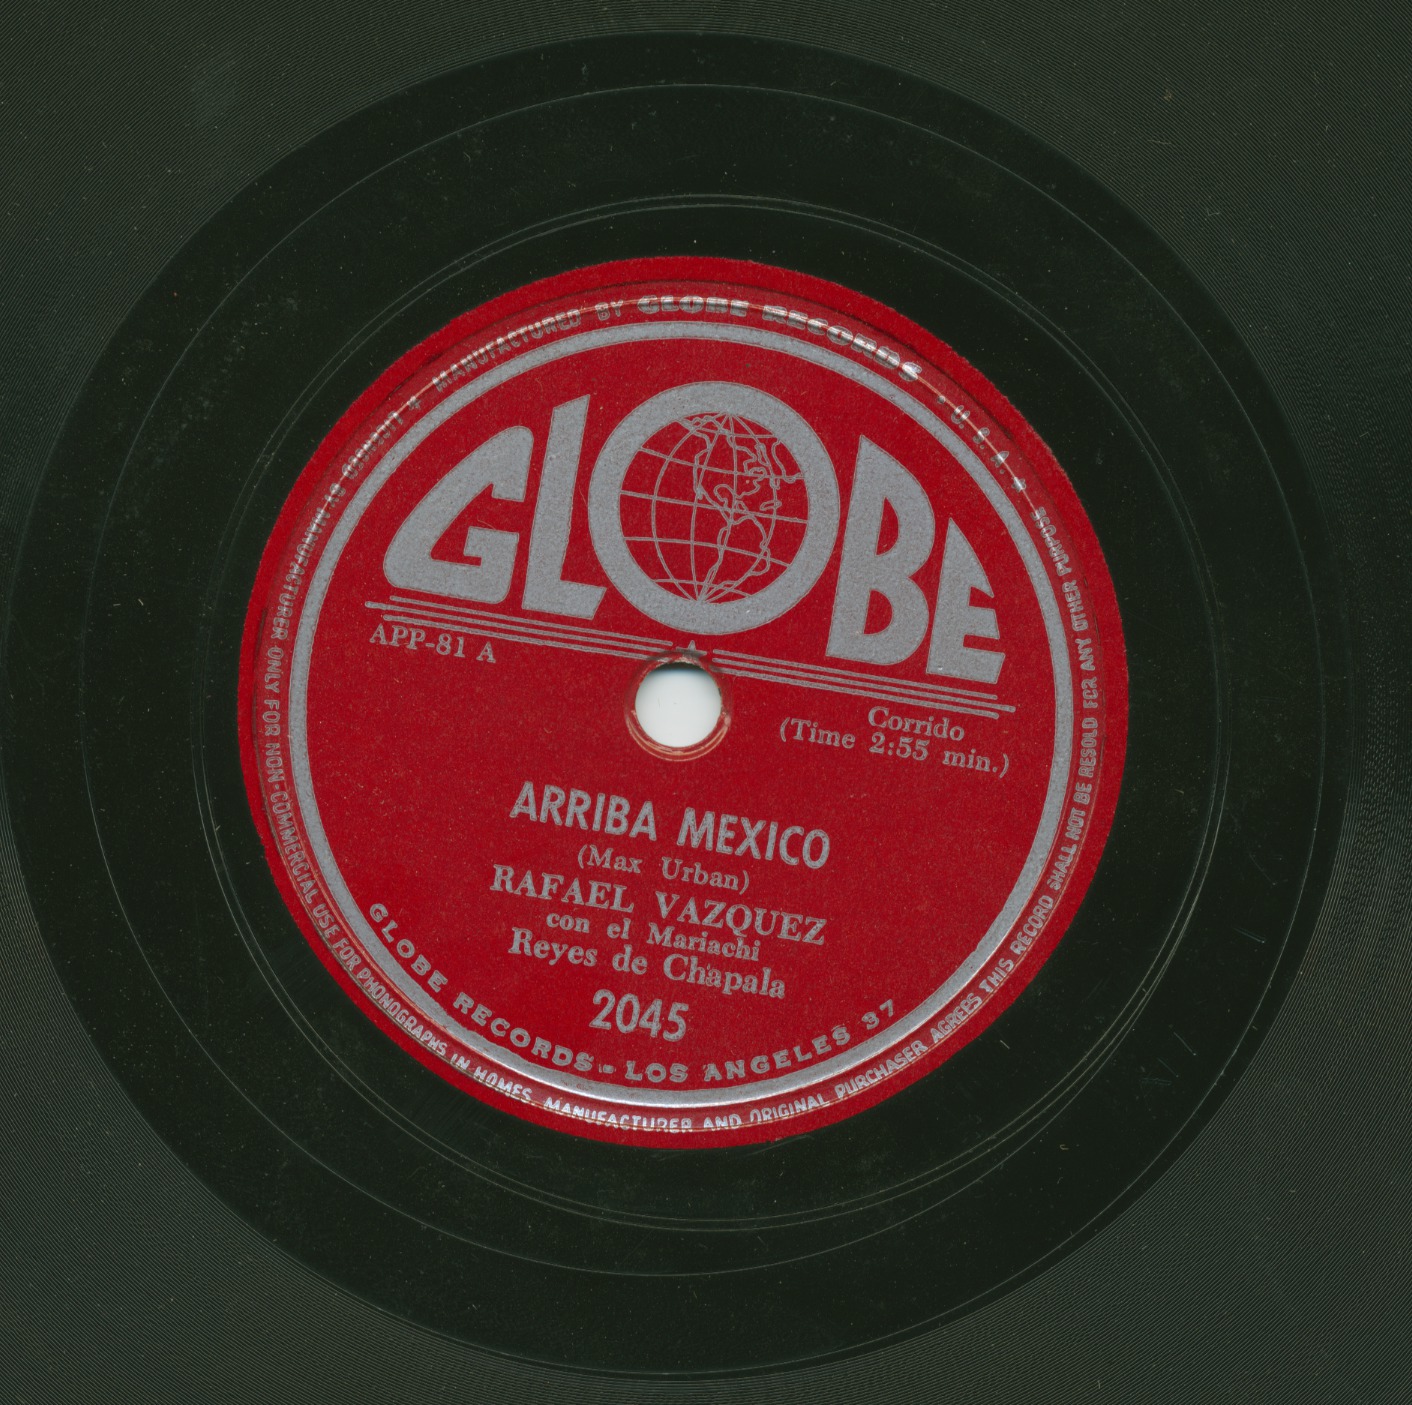 MANUFACTURED BY GLOBE RECORDS • U. S. A. •
GLOBE
APP-81 A
Corrido
(Time 2:55 min.)
ARRIBA MEXICO
(Max Urban)
RAFAEL VAZQUEZ
con el Mariachi
Reyes de Chapala
2045
GLOBE RECORDS - LOS ANGELES 37
MANUFACTURER ONLY FOR NON-COMMERCIAL USE FOR PHONOGRAPHS IN HOMES. MANUFACTURER AND ORIGINAL PURCHASER AGREES THIS RECORD SHALL NOT BE RESOLD FOR ANY OTHER PURPOSE